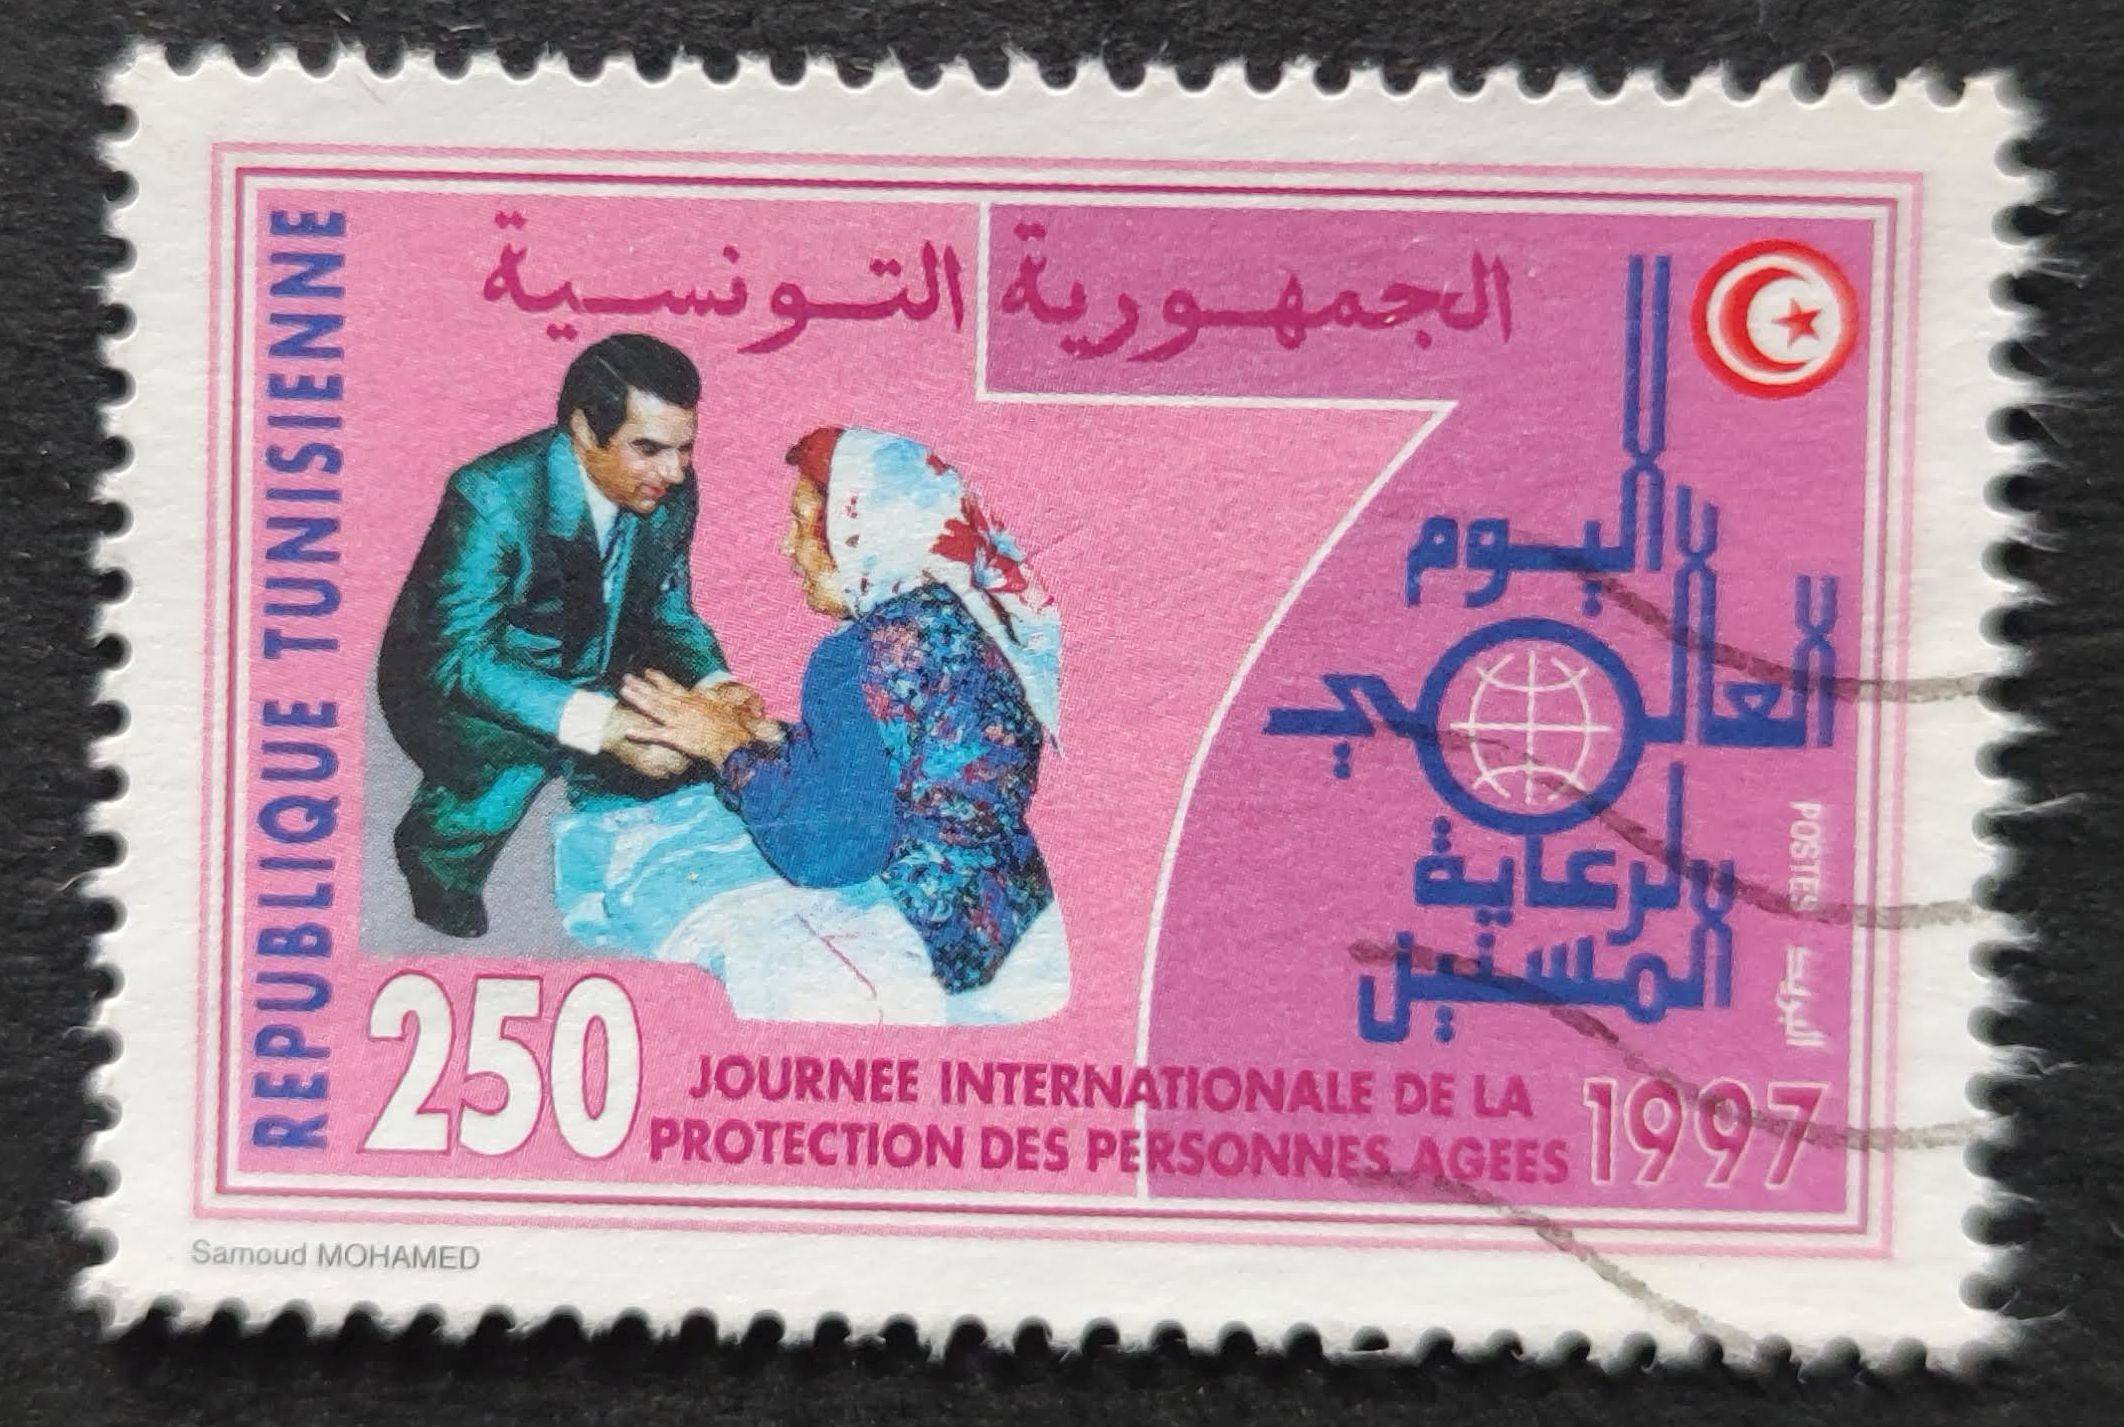 الجمهورية التونسية
REPUBLIQUE TUNISIENNE
اليوم
العالمي
لرعاية
المسنين
POSTES البريد
250
JOURNEE INTERNATIONALE DE LA
PROTECTION DES PERSONNES AGEES
1997
Samoud MOHAMED